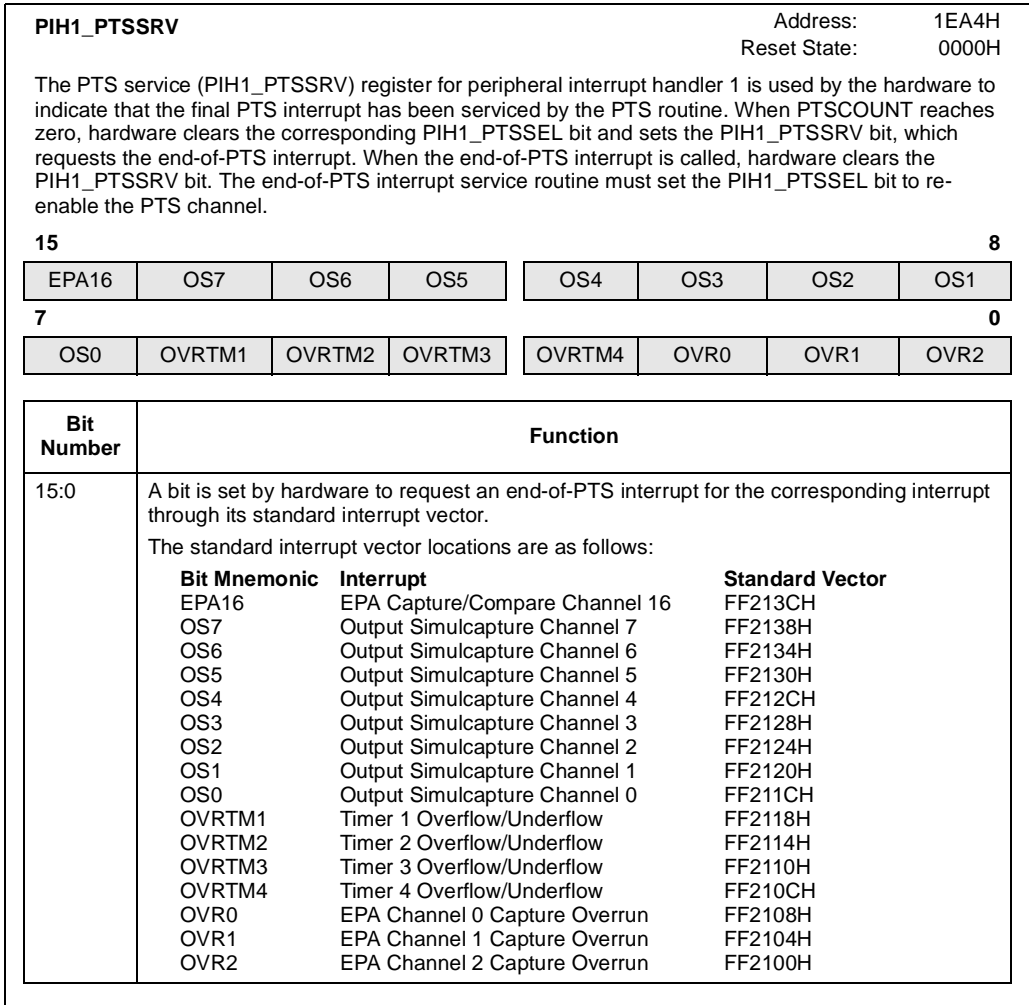 PIH1_PTSSRV Address: 1EA4H
Reset State: 0000H
The PTS service (PIH1_PTSSRV) register for peripheral interrupt handler 1 is used by the hardware to
indicate that the final PTS interrupt has been serviced by the PTS routine. When PTSCOUNT reaches
zero, hardware clears the corresponding PIH1_PTSSEL bit and sets the PIH1_PTSSRV bit, which
requests the end-of-PTS interrupt. When the end-of-PTS interrupt is called, hardware clears the
PIH1_PTSSRV bit. The end-of-PTS interrupt service routine must set the PIH1_PTSSEL bit to re-
enable the PTS channel.
15 8
EPA16 OS7 OS6 OS5 OS4 OS3 OS2 OS1
7 0
OS0 OVRTM1 OVRTM2 OVRTM3 OVRTM4 OVR0 OVR1 OVR2
Bit
Number Function
15:0 A bit is set by hardware to request an end-of-PTS interrupt for the corresponding interrupt
through its standard interrupt vector.
The standard interrupt vector locations are as follows:
Bit Mnemonic Interrupt Standard Vector
EPA16 EPA Capture/Compare Channel 16 FF213CH
OS7 Output Simulcapture Channel 7 FF2138H
OS6 Output Simulcapture Channel 6 FF2134H
OS5 Output Simulcapture Channel 5 FF2130H
OS4 Output Simulcapture Channel 4 FF212CH
OS3 Output Simulcapture Channel 3 FF2128H
OS2 Output Simulcapture Channel 2 FF2124H
OS1 Output Simulcapture Channel 1 FF2120H
OS0 Output Simulcapture Channel 0 FF211CH
OVRTM1 Timer 1 Overflow/Underflow FF2118H
OVRTM2 Timer 2 Overflow/Underflow FF2114H
OVRTM3 Timer 3 Overflow/Underflow FF2110H
OVRTM4 Timer 4 Overflow/Underflow FF210CH
OVR0 EPA Channel 0 Capture Overrun FF2108H
OVR1 EPA Channel 1 Capture Overrun FF2104H
OVR2 EPA Channel 2 Capture Overrun FF2100H